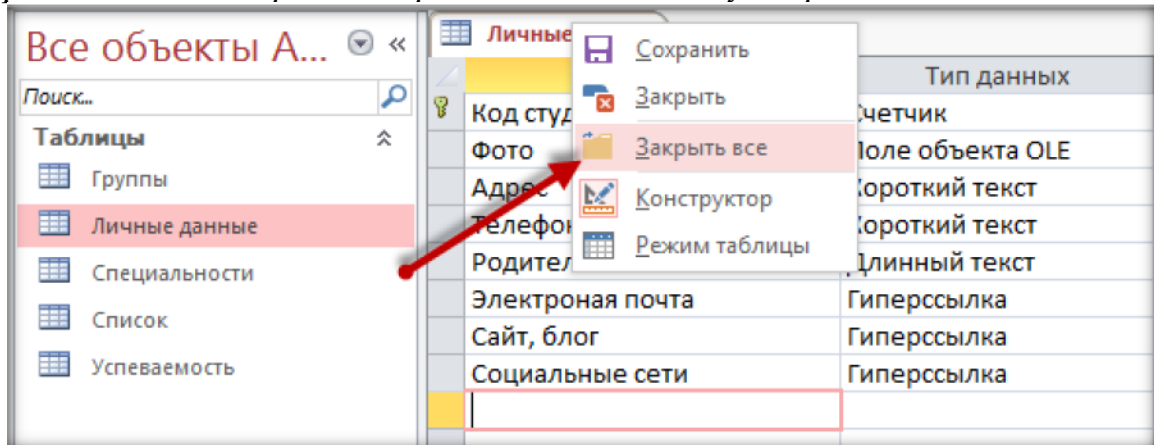 Все объекты A... «
Поиск...
Таблицы
Группы
Личные данные
Специальности
Список
Успеваемость
Личные
Сохранить
Закрыть
Закрыть все
Конструктор
Режим таблицы
Тип данных
Код студ четчик
Фото Поле объекта OLE
Адрес Короткий текст
Телефон Короткий текст
Родител Длинный текст
Электроная почта Гиперссылка
Сайт, блог Гиперссылка
Социальные сети Гиперссылка